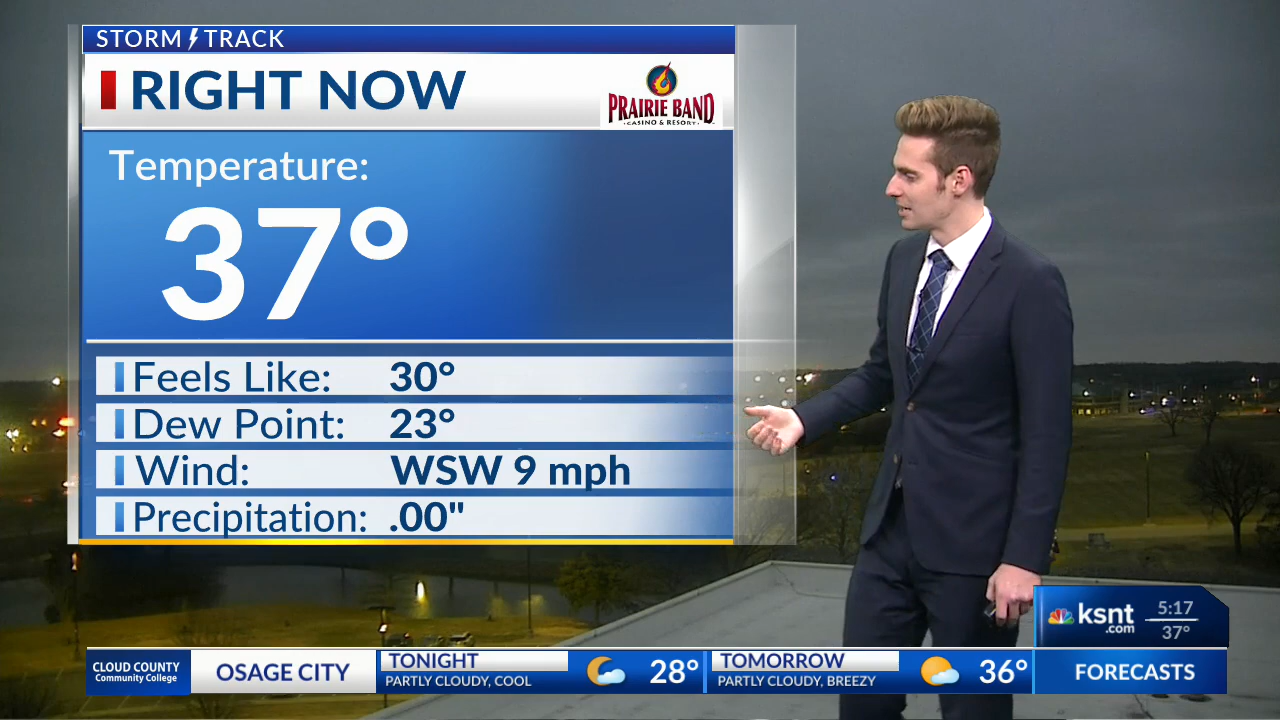 STORM TRACK
RIGHT NOW
PRAIRIE BAND
CASINO & RESORT
Temperature:
37°
Feels Like: 30°
Dew Point: 23°
Wind: WSW 9 mph
Precipitation: .00"
ksnt
.com
5:17
37°
CLOUD COUNTY
Community College
OSAGE CITY
TONIGHT
PARTLY CLOUDY, COOL
28°
TOMORROW
PARTLY CLOUDY, BREEZY
36°
FORECASTS